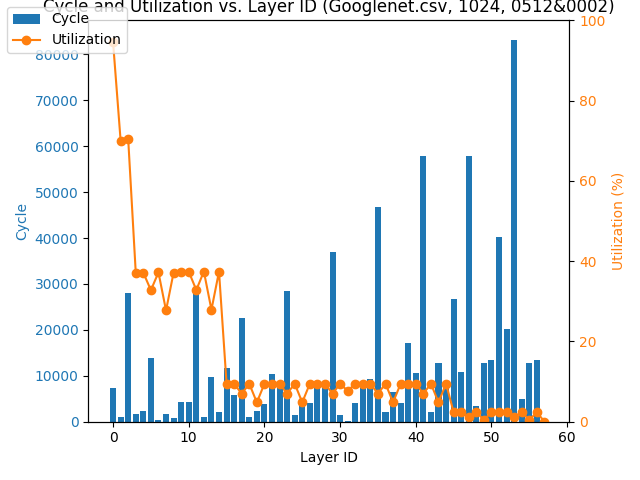 Cycle and Utilization vs. Layer ID (Googlenet.csv, 1024, 0512&0002)
Cycle
Utilization
80000
70000
60000
50000
40000
30000
20000
10000
0
Cycle
100
80
60
40
20
0
Utilization (%)
0 10 20 30 40 50 60
Layer ID